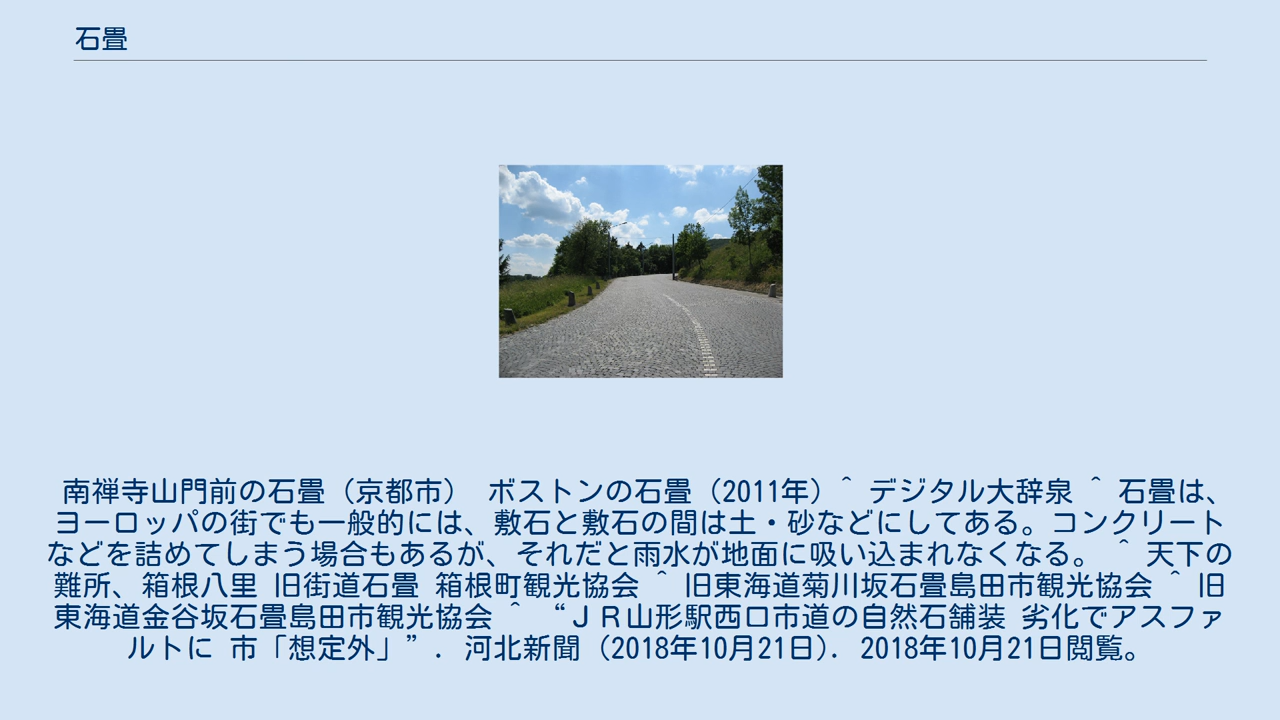 石畳
南禅寺山門前の石畳（京都市） ボストンの石畳（2011年）^ デジタル大辞泉 ^ 石畳は、
ヨーロッパの街でも一般的には、敷石と敷石の間は土・砂などにしてある。コンクリート
などを詰めてしまう場合もあるが、それだと雨水が地面に吸い込まれなくなる。 ^ 天下の
難所、箱根八里 旧街道石畳 箱根町観光協会 ^ 旧東海道菊川坂石畳島田市観光協会 ^ 旧
東海道金谷坂石畳島田市観光協会 ^ “ＪＲ山形駅西口市道の自然石舗装 劣化でアスファ
ルトに 市「想定外」”. 河北新聞 (2018年10月21日). 2018年10月21日閲覧。